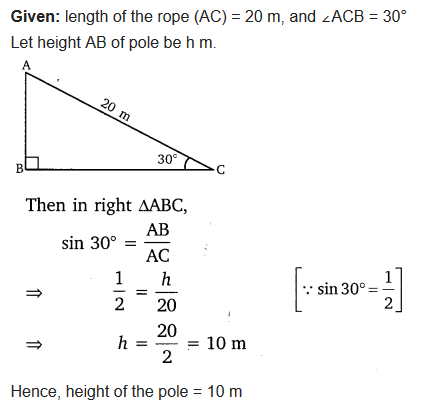 Given: length of the rope (AC) = 20 m, and ∠ACB = 30°
Let height AB of pole be h m.
A
20 m
30°
B
C
Then in right ΔABC,
sin 30° = AB/AC
⇒ 1/2 = h/20 [∵ sin 30° = 1/2]
⇒ h = 20/2 = 10 m
Hence, height of the pole = 10 m